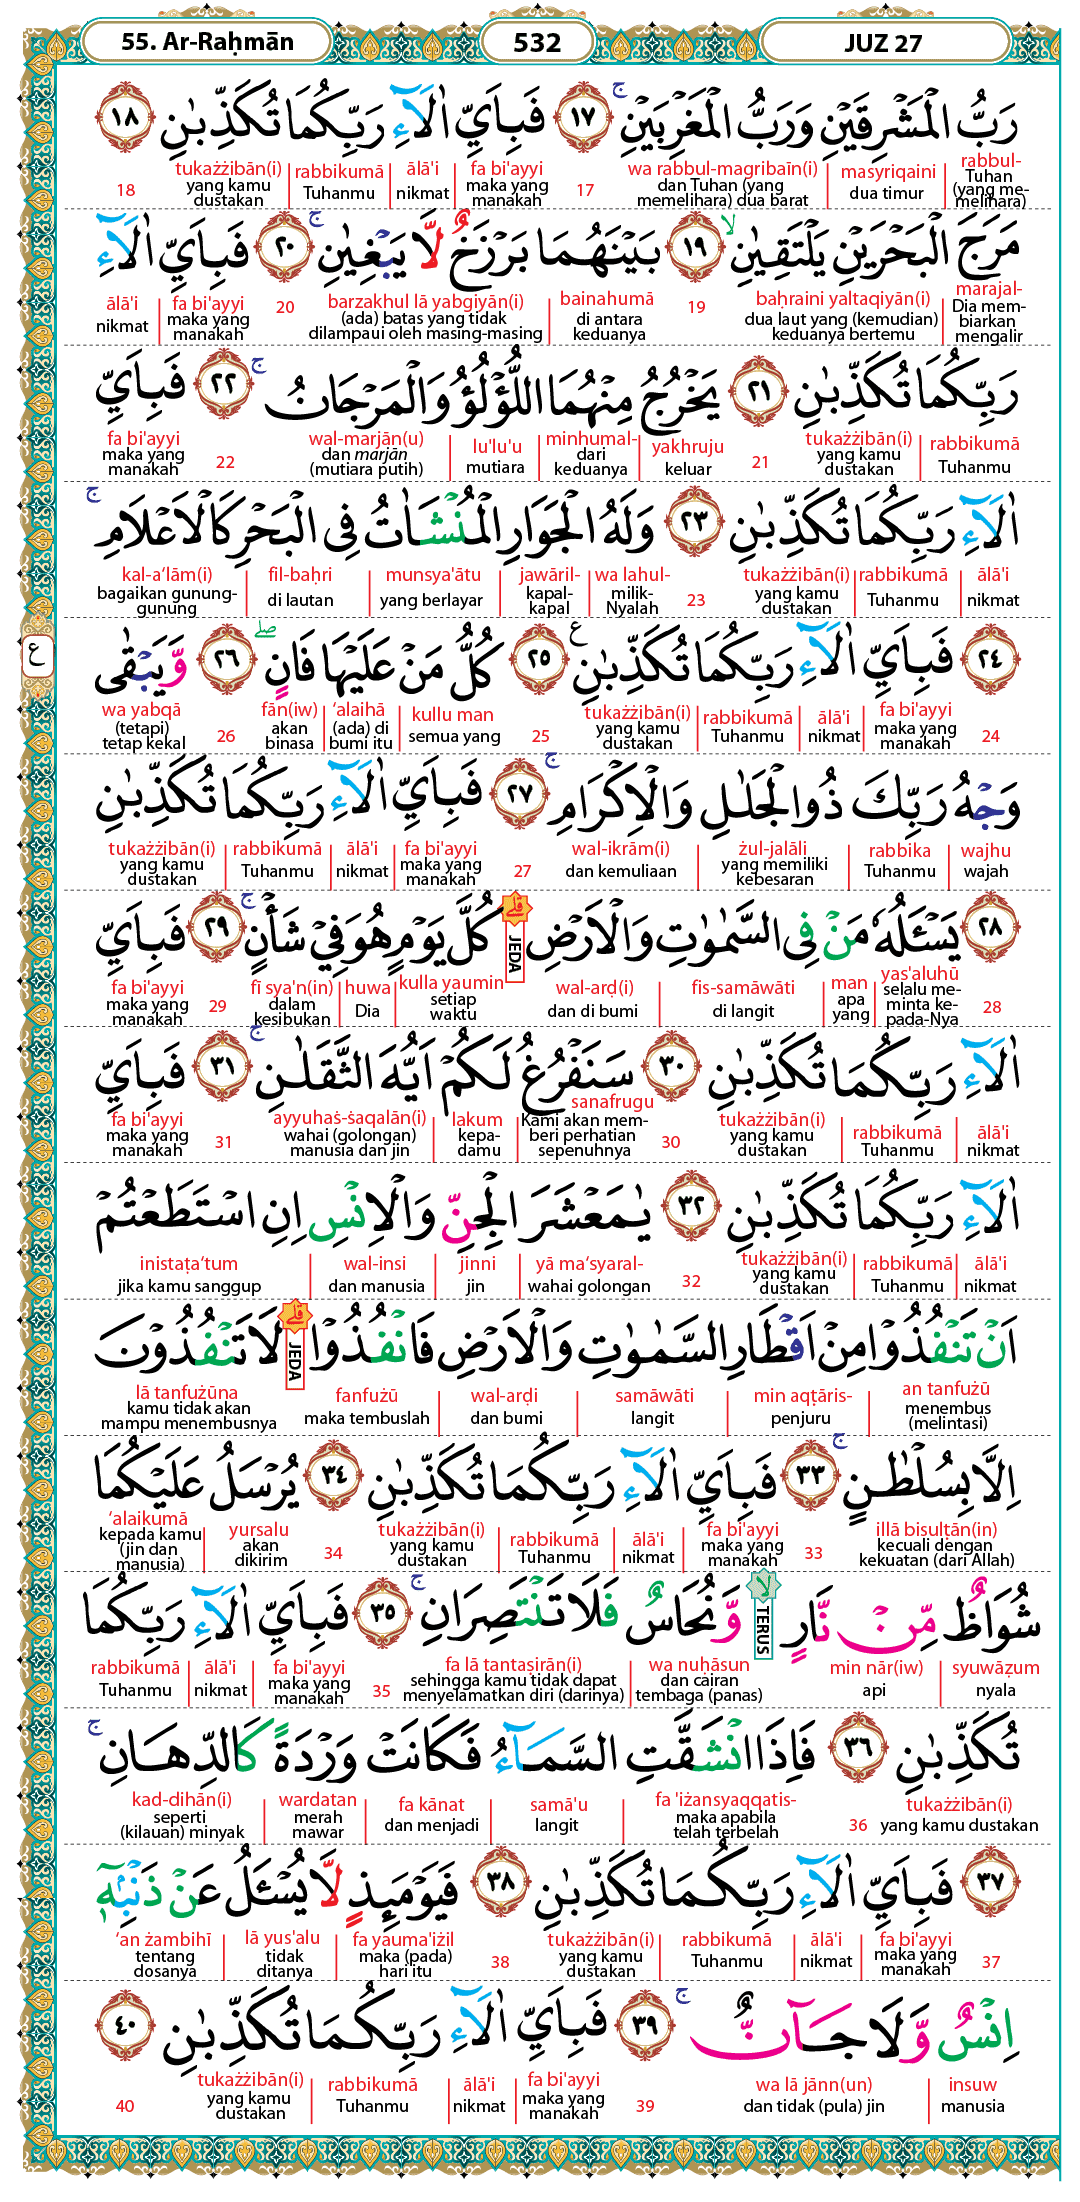 55. Ar-Raḥmān
532
JUZ 27
رَبُّ الْمَشْرِقَيْنِ وَرَبُّ الْمَغْرِبَيْنِۚ ١٧ فَبِاَيِّ اٰلَاۤءِ رَبِّكُمَا تُكَذِّبٰنِ ١٨
rabbul- masyriqaini wa rabbul-magribaīn(i) 17 fa bi'ayyi ālā'i rabbikumā tukażżibān(i) 18
Tuhan (yang me-melihara) dua timur dan Tuhan (yang memelihara) dua barat maka yang manakah nikmat Tuhanmu yang kamu dustakan
مَرَجَ الْبَحْرَيْنِ يَلْتَقِيٰنِۙ ١٩ بَيْنَهُمَا بَرْزَخٌ لَّا يَبْغِيٰنِۚ ٢٠ فَبِاَيِّ اٰلَاۤءِ
marajal- baḥraini yaltaqiyān(i) 19 bainahumā barzakhul lā yabgiyān(i) 20 fa bi'ayyi ālā'i
Dia mem-biarkan mengalir dua laut yang (kemudian) keduanya bertemu di antara keduanya (ada) batas yang tidak dilampaui oleh masing-masing maka yang manakah nikmat
رَبِّكُمَا تُكَذِّبٰنِ ٢١ يَخْرُجُ مِنْهُمَا اللُّؤْلُؤُ وَالْمَرْجَانُۚ ٢٢ فَبِاَيِّ
rabbikumā tukażżibān(i) 21 yakhruju minhumal- lu'lu'u wal-marjān(u) 22 fa bi'ayyi
Tuhanmu yang kamu dustakan keluar dari keduanya mutiara dan marjān (mutiara putih) maka yang manakah
اٰلَاۤءِ رَبِّكُمَا تُكَذِّبٰنِ ٢٣ وَلَهُ الْجَوَارِ الْمُنْشَاٰتُ فِى الْبَحْرِ كَالْاَعْلَامِۚ
ālā'i rabbikumā tukażżibān(i) 23 wa lahul- jawāril- munsya'ātu fil-baḥri kal-a‘lām(i)
nikmat Tuhanmu yang kamu dustakan milik-Nyalah kapal-kapal yang berlayar di lautan bagaikan gunung-gunung
٢٤ فَبِاَيِّ اٰلَاۤءِ رَبِّكُمَا تُكَذِّبٰنِ ࣖ ٢٥ كُلُّ مَنْ عَلَيْهَا فَانٍۖ ٢٦ وَّيَبْقٰى
ع
24 fa bi'ayyi ālā'i rabbikumā tukażżibān(i) 25 kullu man ‘alaihā fān(iw) 26 wa yabqā
maka yang manakah nikmat Tuhanmu yang kamu dustakan semua yang (ada) di bumi itu akan binasa (tetapi) tetap kekal
وَجْهُ رَبِّكَ ذُو الْجَلٰلِ وَالْاِكْرَامِۚ ٢٧ فَبِاَيِّ اٰلَاۤءِ رَبِّكُمَا تُكَذِّبٰنِ
wajhu rabbika żul-jalāli wal-ikrām(i) 27 fa bi'ayyi ālā'i rabbikumā tukażżibān(i)
wajah Tuhanmu yang memiliki kebesaran dan kemuliaan maka yang manakah nikmat Tuhanmu yang kamu dustakan
٢٨ يَسْـَٔلُهٗ مَنْ فِى السَّمٰوٰتِ وَالْاَرْضِۗ JEDA كُلَّ يَوْمٍ هُوَ فِيْ شَأْنٍۚ ٢٩ فَبِاَيِّ
28 yas'aluhū man fis-samāwāti wal-arḍ(i) kulla yaumin huwa fī sya'n(in) 29 fa bi'ayyi
selalu me-minta ke-pada-Nya apa yang di langit dan di bumi setiap waktu Dia dalam kesibukan maka yang manakah
اٰلَاۤءِ رَبِّكُمَا تُكَذِّبٰنِ ٣٠ سَنَفْرُغُ لَكُمْ اَيُّهَ الثَّقَلٰنِۚ ٣١ فَبِاَيِّ
ālā'i rabbikumā tukażżibān(i) 30 sanafrugu lakum ayyuhaṡ-ṡaqalān(i) 31 fa bi'ayyi
nikmat Tuhanmu yang kamu dustakan Kami akan mem-beri perhatian sepenuhnya kepa-damu wahai (golongan) manusia dan jin maka yang manakah
اٰلَاۤءِ رَبِّكُمَا تُكَذِّبٰنِ ٣٢ يٰمَعْشَرَ الْجِنِّ وَالْاِنْسِ اِنِ اسْتَطَعْتُمْ
ālā'i rabbikumā tukażżibān(i) 32 yā ma‘syaral- jinni wal-insi inistaṭa‘tum
nikmat Tuhanmu yang kamu dustakan wahai golongan jin dan manusia jika kamu sanggup
اَنْ تَنْفُذُوْا مِنْ اَقْطَارِ السَّمٰوٰتِ وَالْاَرْضِ فَانْفُذُوْاۗ JEDA لَا تَنْفُذُوْنَ
an tanfużū min aqṭāris- samāwāti wal-arḍi fanfużū lā tanfużūna
menembus (melintasi) penjuru langit dan bumi maka tembuslah kamu tidak akan mampu menembusnya
اِلَّا بِسُلْطٰنٍۚ ٣٣ فَبِاَيِّ اٰلَاۤءِ رَبِّكُمَا تُكَذِّبٰنِ ٣٤ يُرْسَلُ عَلَيْكُمَا
illā bisulṭān(in) 33 fa bi'ayyi ālā'i rabbikumā tukażżibān(i) 34 yursalu ‘alaikumā
kecuali dengan kekuatan (dari Allah) maka yang manakah nikmat Tuhanmu yang kamu dustakan akan dikirim kepada kamu (jin dan manusia)
شُوَاظٌ مِّنْ نَّارٍۙ TERUS وَّنُحَاسٌ فَلَا تَنْتَصِرَانِۚ ٣٥ فَبِاَيِّ اٰلَاۤءِ رَبِّكُمَا
syuwāẓum min nār(iw) wa nuḥāsun fa lā tantaṣirān(i) 35 fa bi'ayyi ālā'i rabbikumā
nyala api dan cairan tembaga (panas) sehingga kamu tidak dapat menyelamatkan diri (darinya) maka yang manakah nikmat Tuhanmu
تُكَذِّبٰنِ ٣٦ فَاِذَا انْشَقَّتِ السَّمَاۤءُ فَكَانَتْ وَرْدَةً كَالدِّهَانِۚ
tukażżibān(i) 36 fa 'iżansyaqqatis- samā'u fa kānat wardatan kad-dihān(i)
yang kamu dustakan maka apabila telah terbelah langit dan menjadi merah mawar seperti (kilauan) minyak
٣٧ فَبِاَيِّ اٰلَاۤءِ رَبِّكُمَا تُكَذِّبٰنِ ٣٨ فَيَوْمَىِٕذٍ لَّا يُسْـَٔلُ عَنْ ذَنْۢبِهٖٓ
37 fa bi'ayyi ālā'i rabbikumā tukażżibān(i) 38 fa yauma'iżil lā yus'alu ‘an żambihī
maka yang manakah nikmat Tuhanmu yang kamu dustakan maka (pada) hari itu tidak ditanya tentang dosanya
اِنْسٌ وَّلَا جَاۤنٌّۚ ٣٩ فَبِاَيِّ اٰلَاۤءِ رَبِّكُمَا تُكَذِّبٰنِ ٤٠
insuw wa lā jānn(un) 39 fa bi'ayyi ālā'i rabbikumā tukażżibān(i) 40
manusia dan tidak (pula) jin maka yang manakah nikmat Tuhanmu yang kamu dustakan